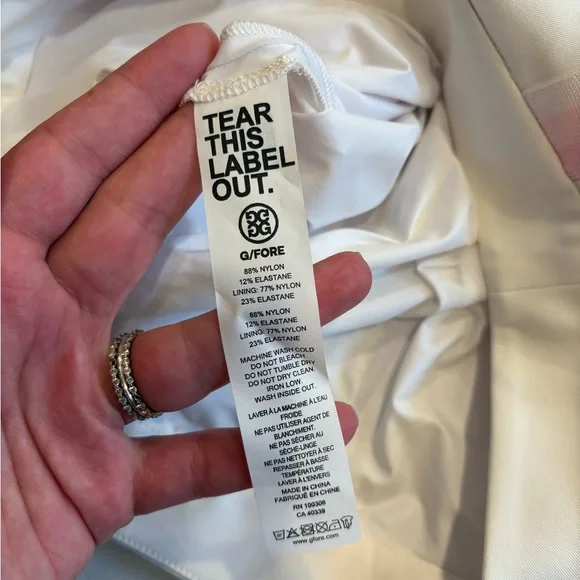 TEAR
THIS
LABEL
OUT.
G/FORE
88% NYLON
12% ELASTANE
LINING: 77% NYLON
23% ELASTANE
88% NYLON
12% ELASTANE
LINING: 77% NYLON
23% ELASTANE
MACHINE WASH COLD
DO NOT BLEACH
DO NOT TUMBLE DRY
DO NOT DRY CLEAN.
IRON LOW.
WASH INSIDE OUT.
LAVER À LA MACHINE À L'EAU
FROIDE
NE PAS UTILISER AGENT DE
BLANCHIMENT.
NE PAS SÉCHER AU
SÈCHE-LINGE
NE PAS NETTOYER À SEC
REPASSER À BASSE
TEMPÉRATURE
LAVER À L'ENVERS
MADE IN CHINA
FABRIQUÉ EN CHINE
RN 100308
CA 40339
www.gfore.com